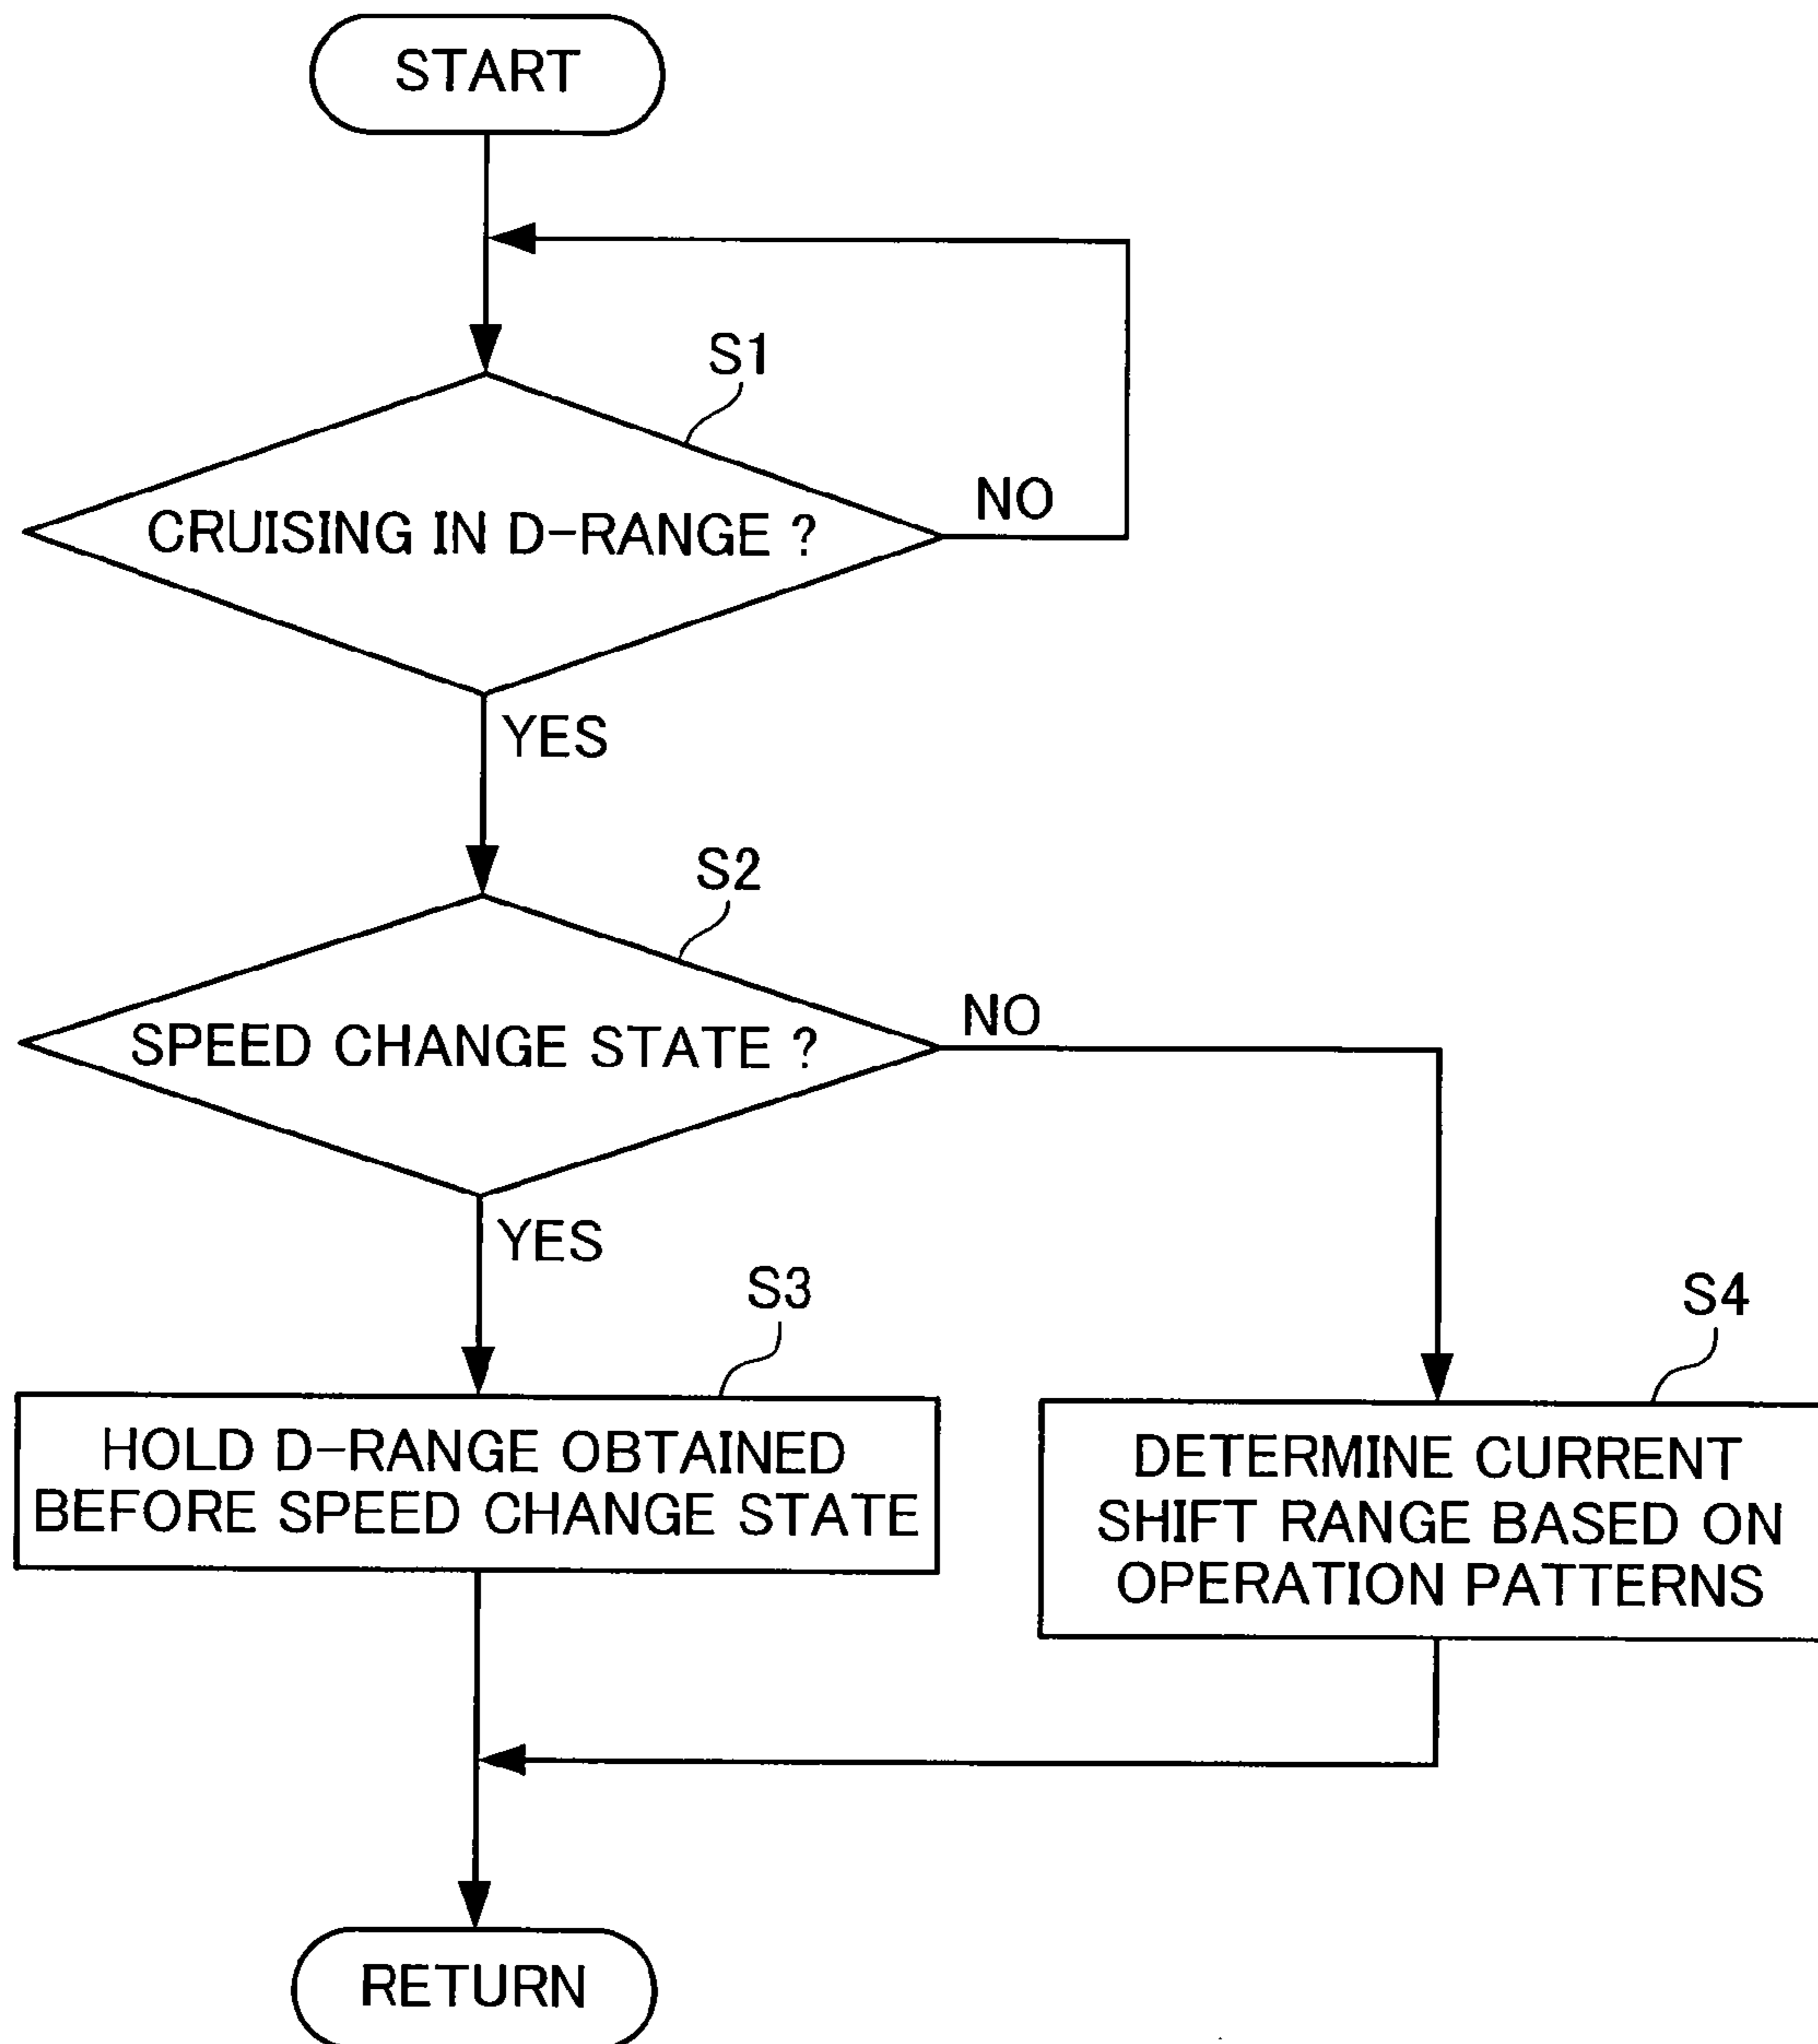 START
S1
CRUISING IN D-RANGE ?
NO
YES
S2
SPEED CHANGE STATE ?
NO
YES
S3
HOLD D-RANGE OBTAINED
BEFORE SPEED CHANGE STATE
S4
DETERMINE CURRENT
SHIFT RANGE BASED ON
OPERATION PATTERNS
RETURN